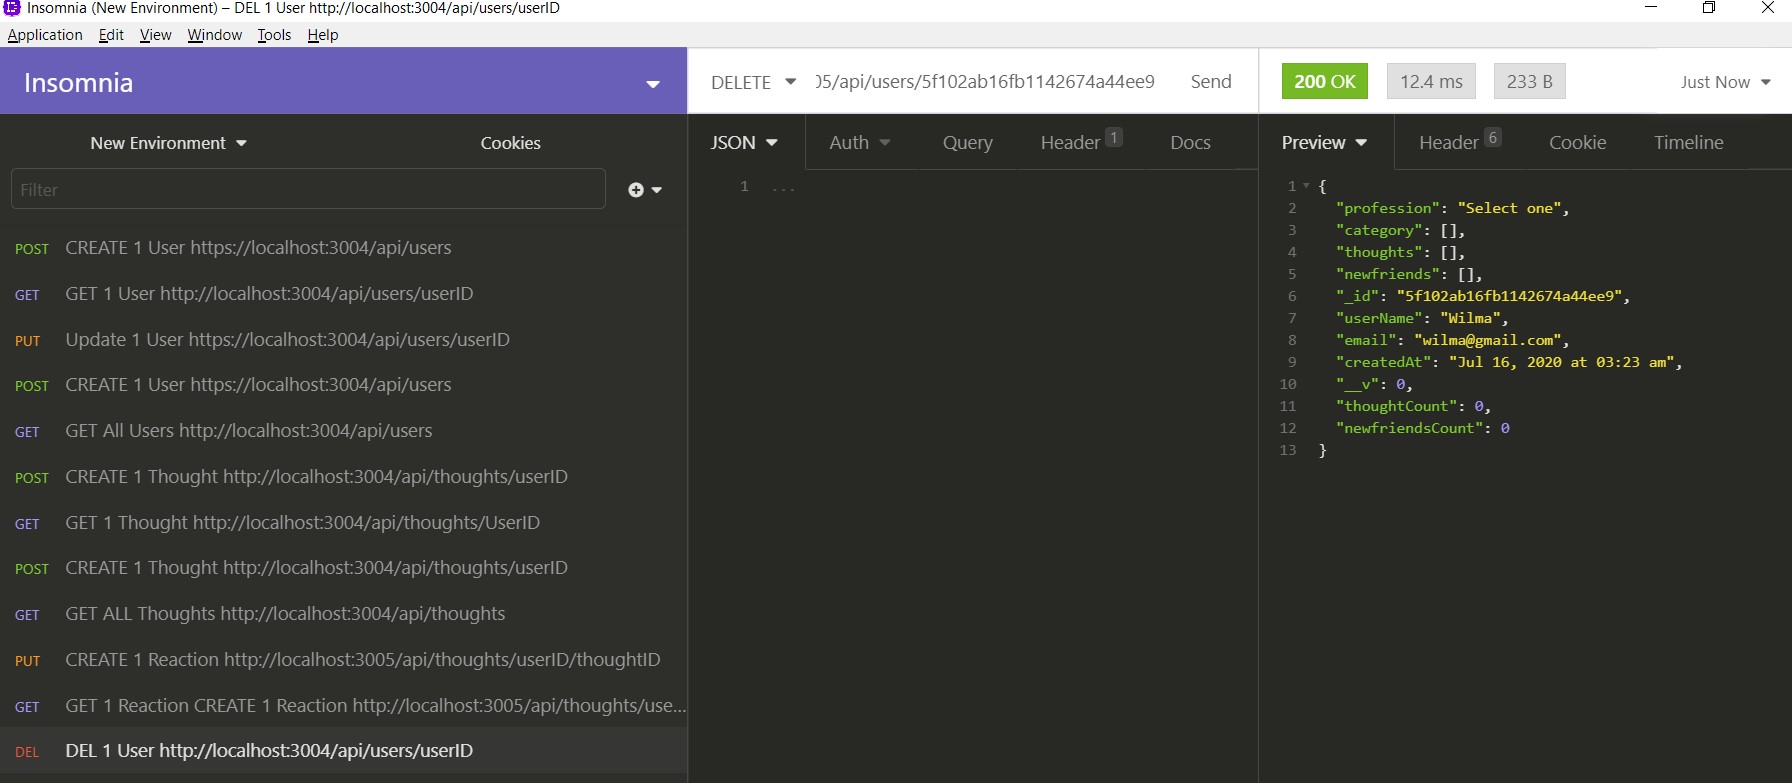 Insomnia (New Environment) – DEL 1 User http://localhost:3004/api/users/userID
Application Edit View Window Tools Help
Insomnia
New Environment Cookies
Filter
POST CREATE 1 User https://localhost:3004/api/users
GET GET 1 User http://localhost:3004/api/users/userID
PUT Update 1 User https://localhost:3004/api/users/userID
POST CREATE 1 User https://localhost:3004/api/users
GET GET All Users http://localhost:3004/api/users
POST CREATE 1 Thought http://localhost:3004/api/thoughts/userID
GET GET 1 Thought http://localhost:3004/api/thoughts/UserID
POST CREATE 1 Thought http://localhost:3004/api/thoughts/userID
GET GET ALL Thoughts http://localhost:3004/api/thoughts
PUT CREATE 1 Reaction http://localhost:3005/api/thoughts/userID/thoughtID
GET GET 1 Reaction CREATE 1 Reaction http://localhost:3005/api/thoughts/use...
DEL DEL 1 User http://localhost:3004/api/users/userID
DELETE 05/api/users/5f102ab16fb1142674a44ee9 Send
JSON Auth Query Header 1 Docs
1 ...
200 OK 12.4 ms 233 B Just Now
Preview Header 6 Cookie Timeline
1 {
2 "profession": "Select one",
3 "category": [],
4 "thoughts": [],
5 "newfriends": [],
6 "_id": "5f102ab16fb1142674a44ee9",
7 "userName": "Wilma",
8 "email": "wilma@gmail.com",
9 "createdAt": "Jul 16, 2020 at 03:23 am",
10 "__v": 0,
11 "thoughtCount": 0,
12 "newfriendsCount": 0
13 }